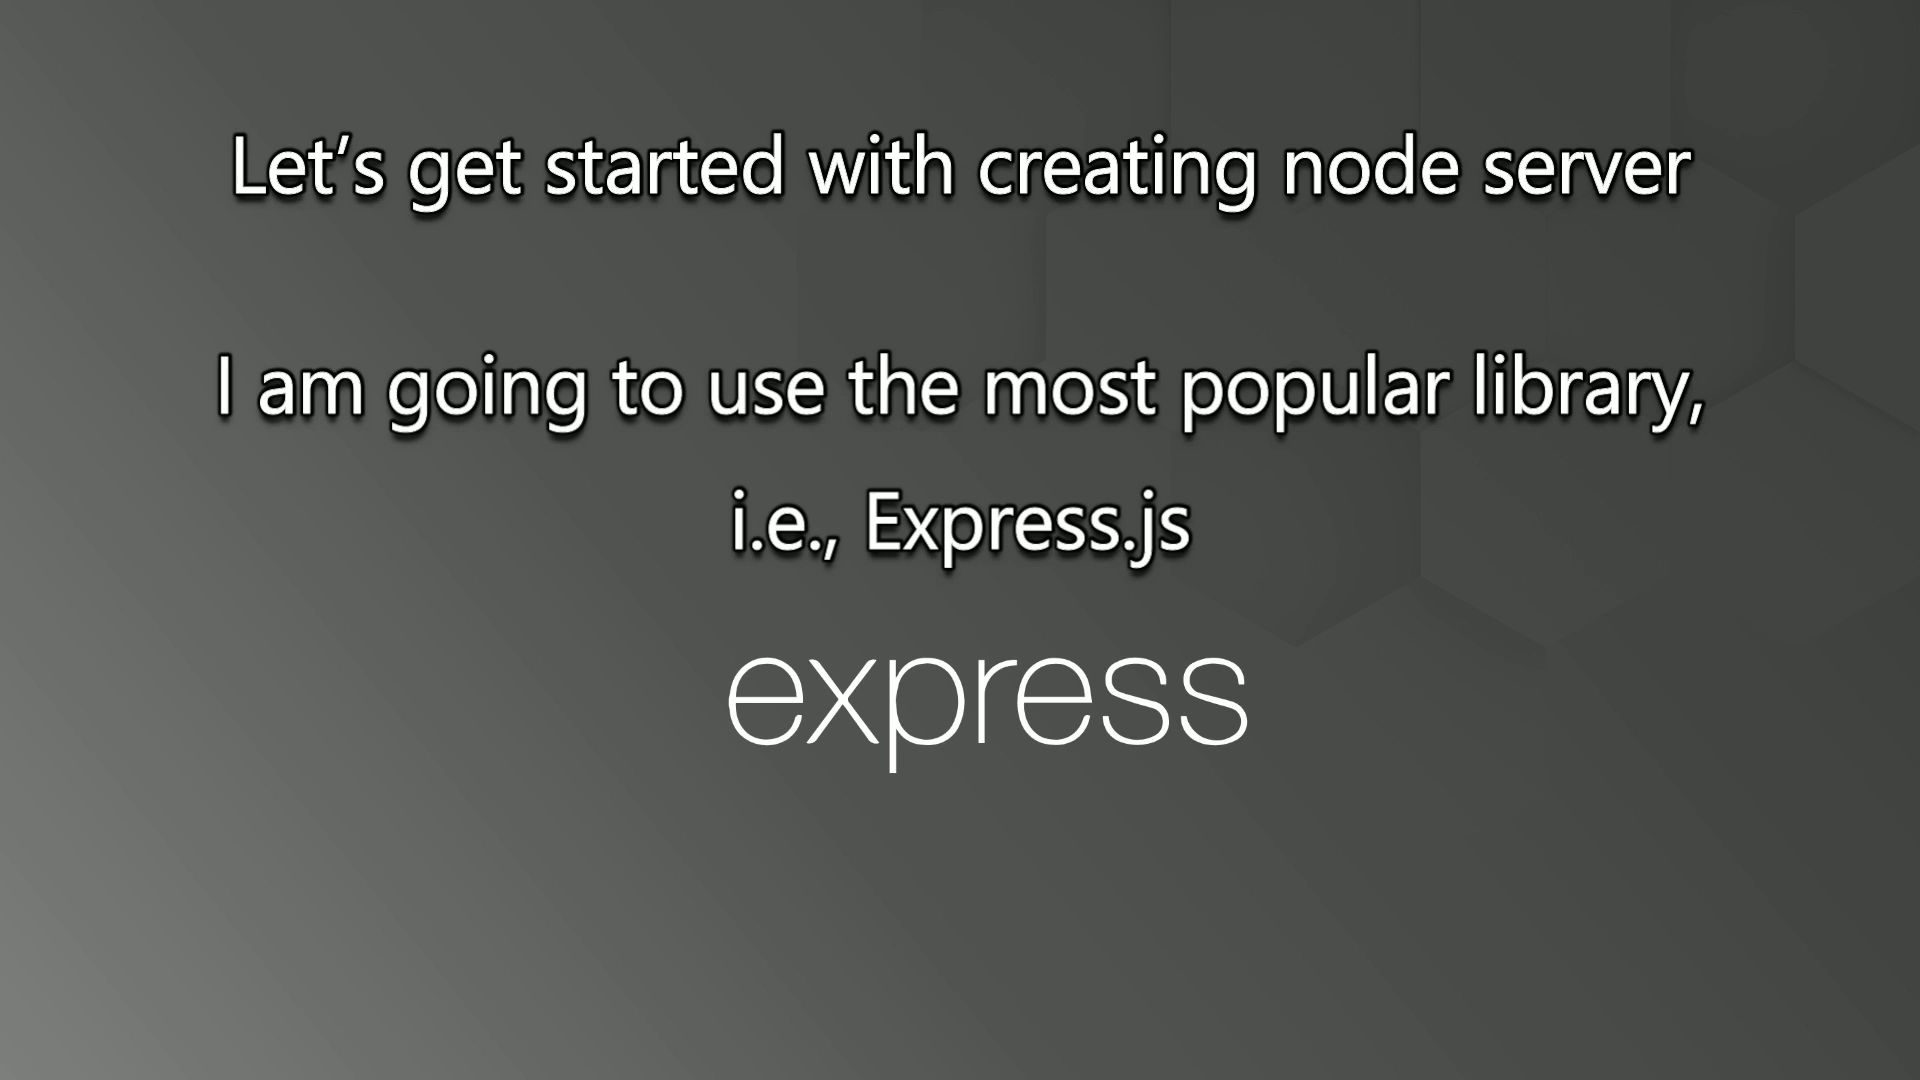 Let’s get started with creating node server
I am going to use the most popular library,
i.e., Express.js
express